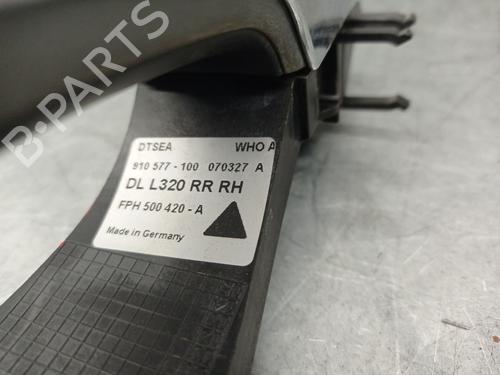 B-PARTS
DTSEA WHO A
910 577-100 070327 A
DL L320 RR RH
FPH 500 420-A
Made in Germany